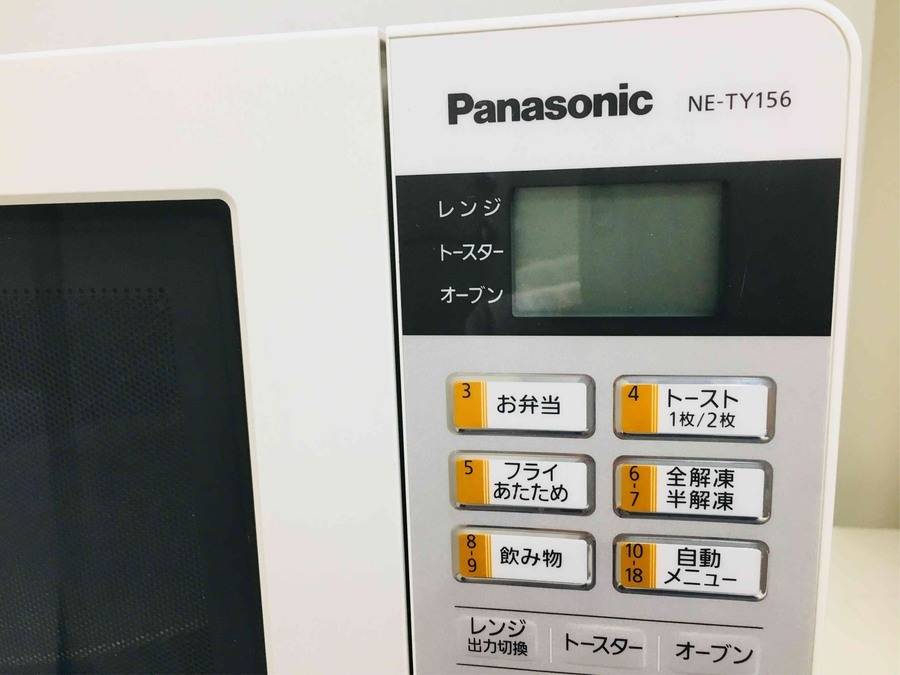 Panasonic NE-TY156
レンジ
トースター
オーブン
3 お弁当
4 トースト
1枚/2枚
5 フライ
あたため
6-7 全解凍
半解凍
8-9 飲み物
10-18 自動
メニュー
レンジ
出力切換
トースター
オーブン